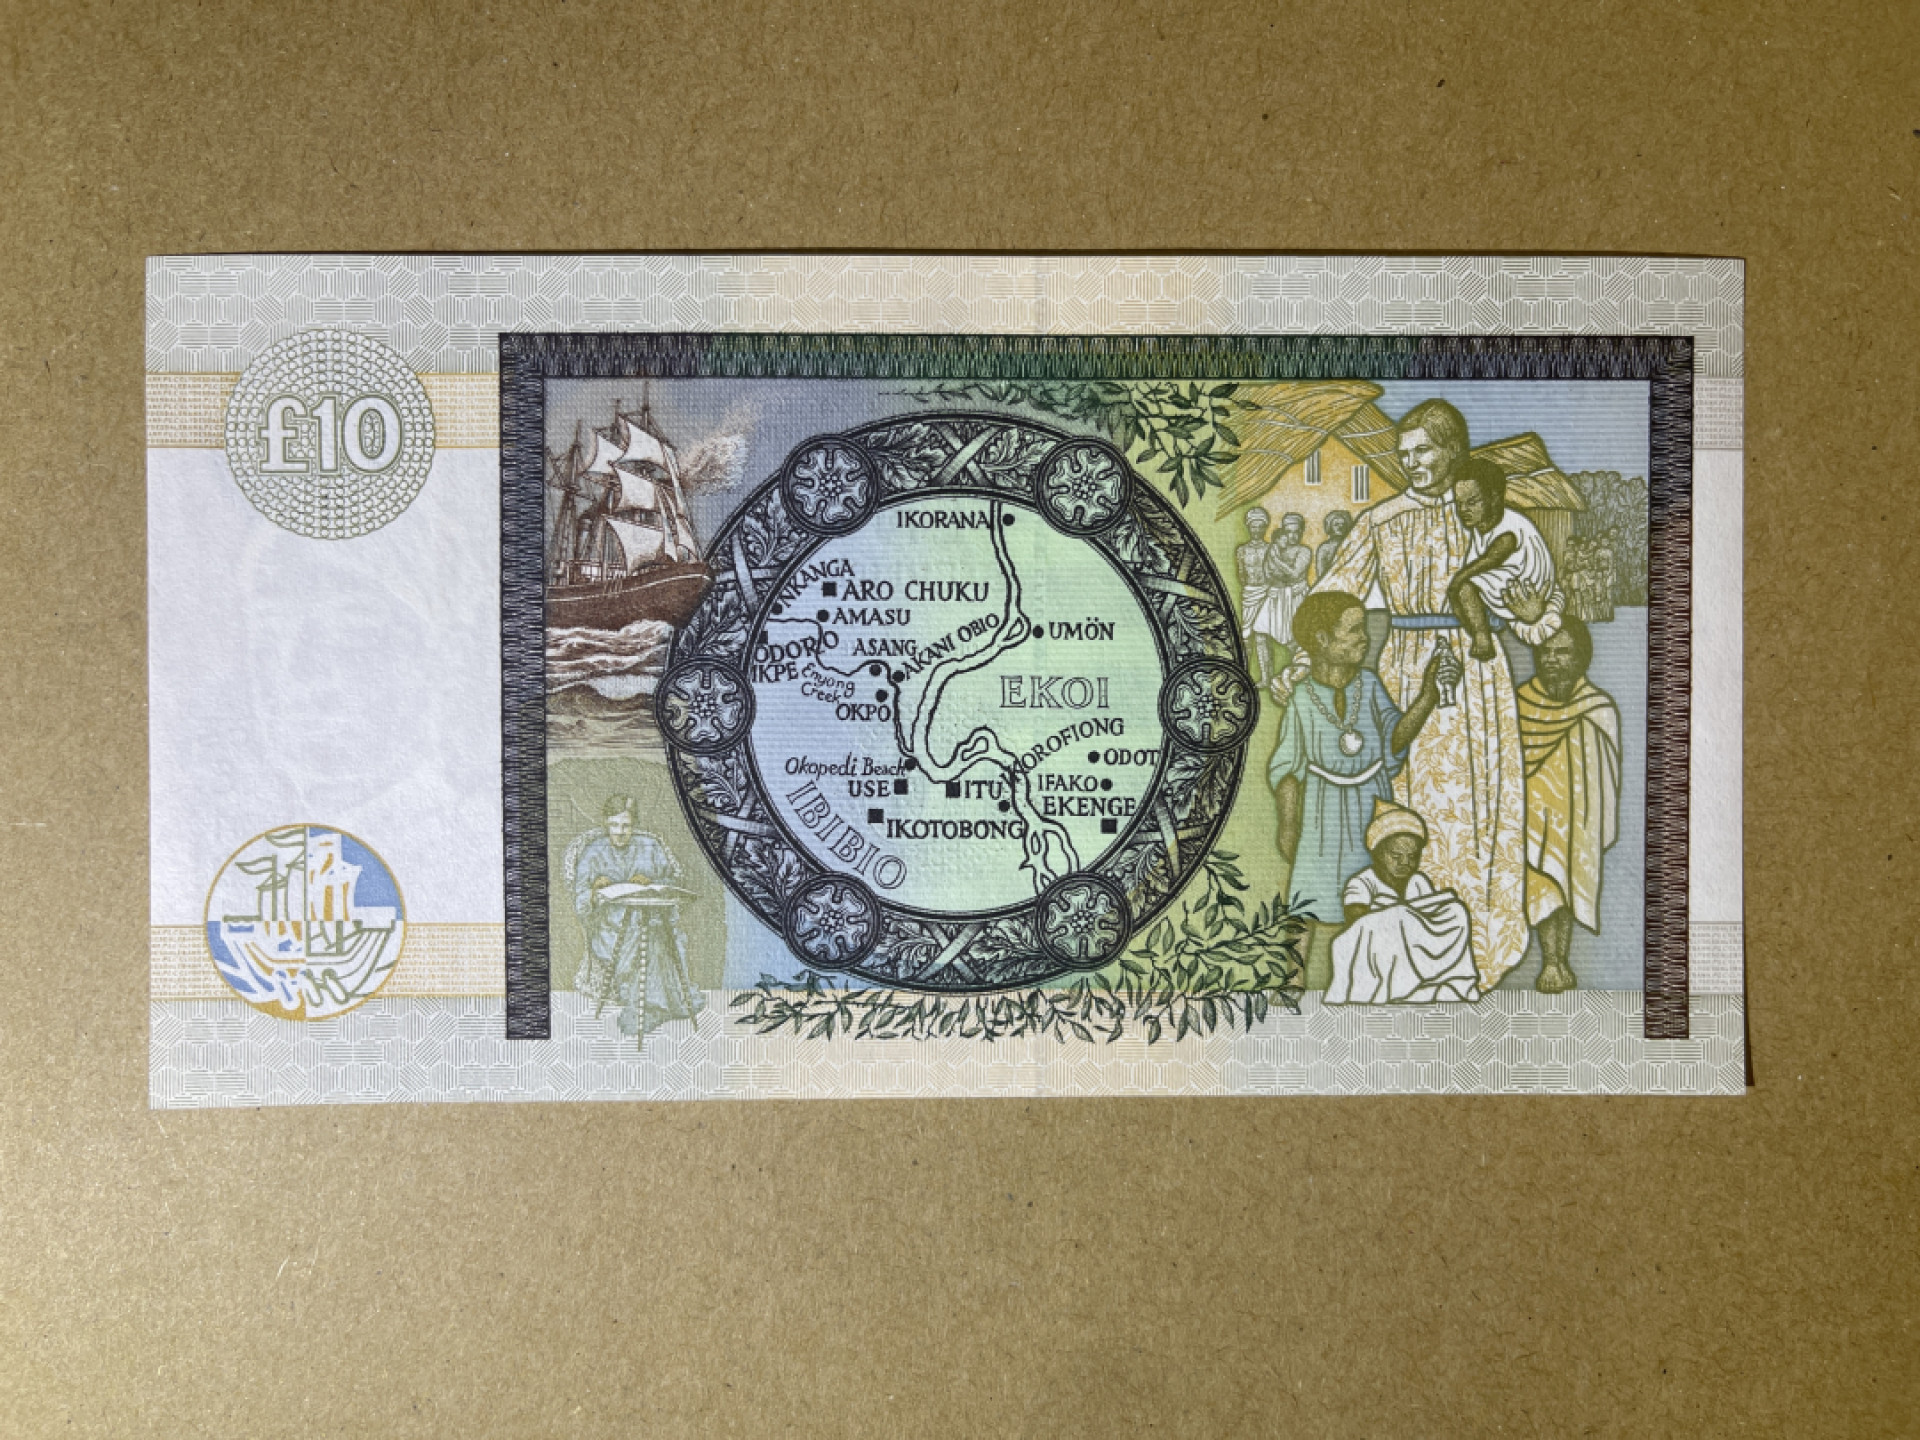 £10
IKORANA
NKANGA
ARO CHUKU
AMASU
UMÖN
ODORO
ASANG
AKANI OBIO
IKPE
Enyong
Creek
EKOI
OKPO
IKOROFIONG
ODOT
Okopedi Beach
USE
ITU
IFAKO
EKENGE
IKOTOBONG
IBIBIO